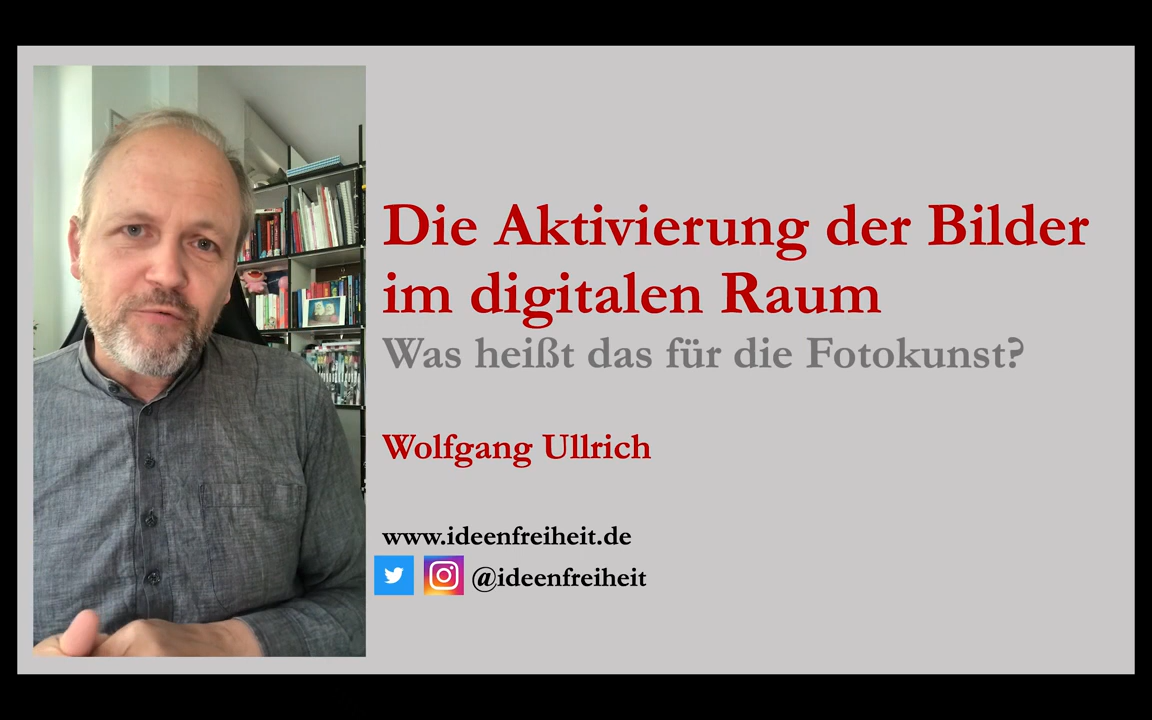 Die Aktivierung der Bilder
im digitalen Raum
Was heißt das für die Fotokunst?
Wolfgang Ullrich
www.ideenfreiheit.de
@ideenfreiheit